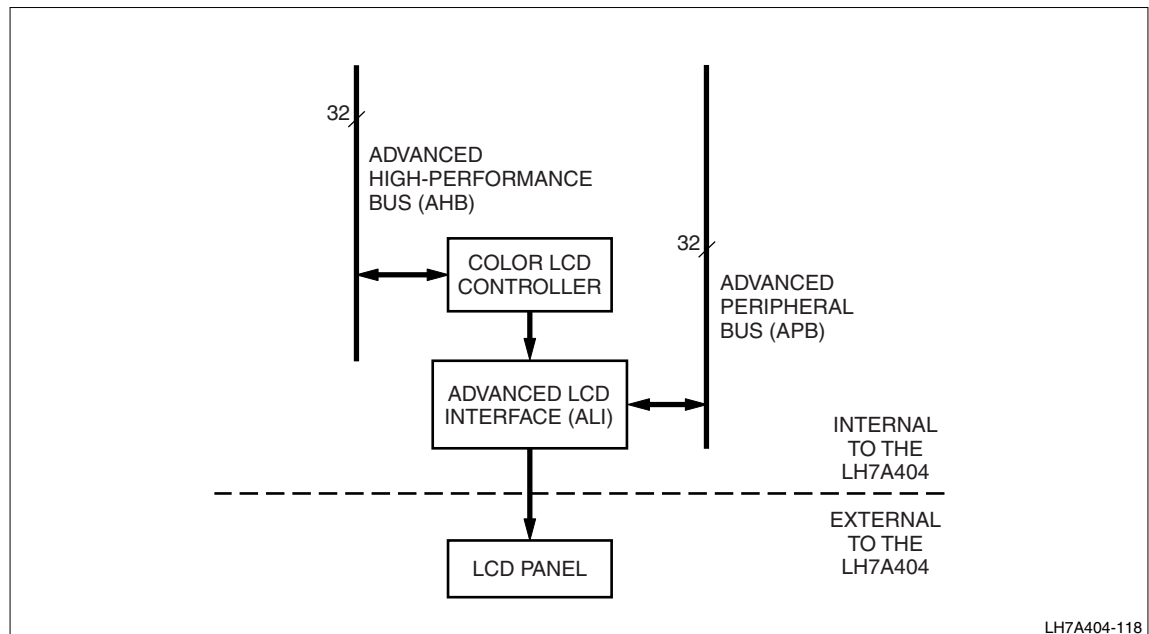 32
ADVANCED
HIGH-PERFORMANCE
BUS (AHB)
32
COLOR LCD
CONTROLLER
ADVANCED
PERIPHERAL
BUS (APB)
ADVANCED LCD
INTERFACE (ALI)
INTERNAL
TO THE
LH7A404
EXTERNAL
TO THE
LH7A404
LCD PANEL
LH7A404-118